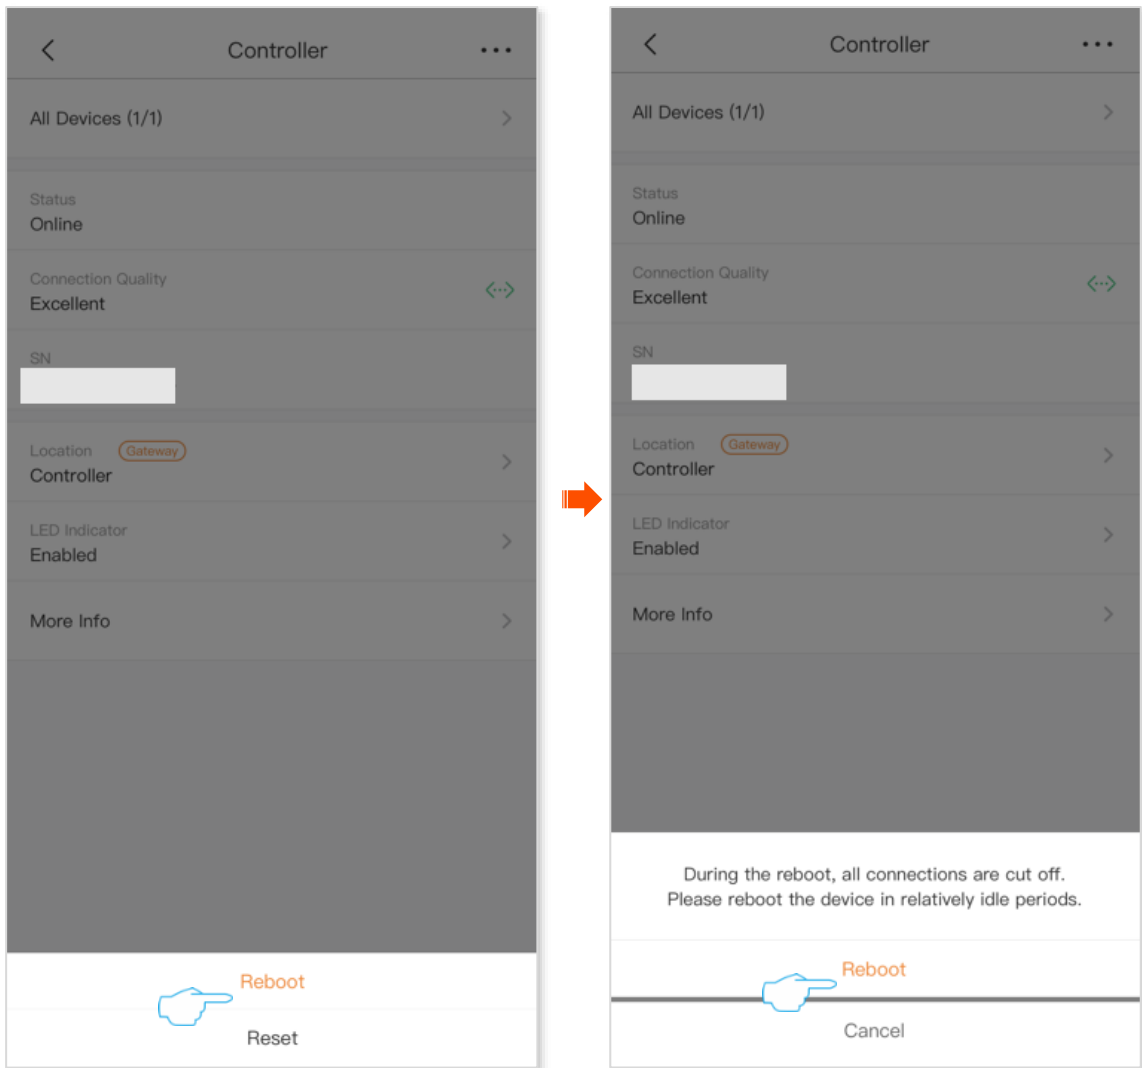 Controller
All Devices (1/1)
Status
Online
Connection Quality
Excellent
SN
Location Gateway
Controller
LED Indicator
Enabled
More Info
Reboot
Reset
Controller
All Devices (1/1)
Status
Online
Connection Quality
Excellent
SN
Location Gateway
Controller
LED Indicator
Enabled
More Info
During the reboot, all connections are cut off.
Please reboot the device in relatively idle periods.
Reboot
Cancel